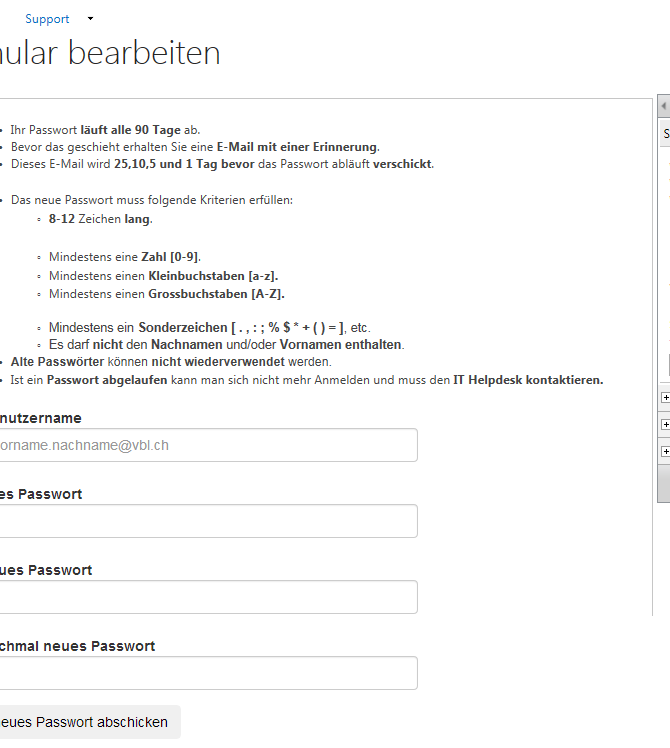 Support
ular bearbeiten
Ihr Passwort läuft alle 90 Tage ab.
Bevor das geschieht erhalten Sie eine E-Mail mit einer Erinnerung.
Dieses E-Mail wird 25,10,5 und 1 Tag bevor das Passwort abläuft verschickt.
Das neue Passwort muss folgende Kriterien erfüllen:
8-12 Zeichen lang.
Mindestens eine Zahl [0-9].
Mindestens einen Kleinbuchstaben [a-z].
Mindestens einen Grossbuchstaben [A-Z].
Mindestens ein Sonderzeichen [ . , : ; % $ * + ( ) = ], etc.
Es darf nicht den Nachnamen und/oder Vornamen enthalten.
Alte Passwörter können nicht wiederverwendet werden.
Ist ein Passwort abgelaufen kann man sich nicht mehr Anmelden und muss den IT Helpdesk kontaktieren.
nutzername
orname.nachname@vbl.ch
es Passwort
ues Passwort
chmal neues Passwort
eues Passwort abschicken
S